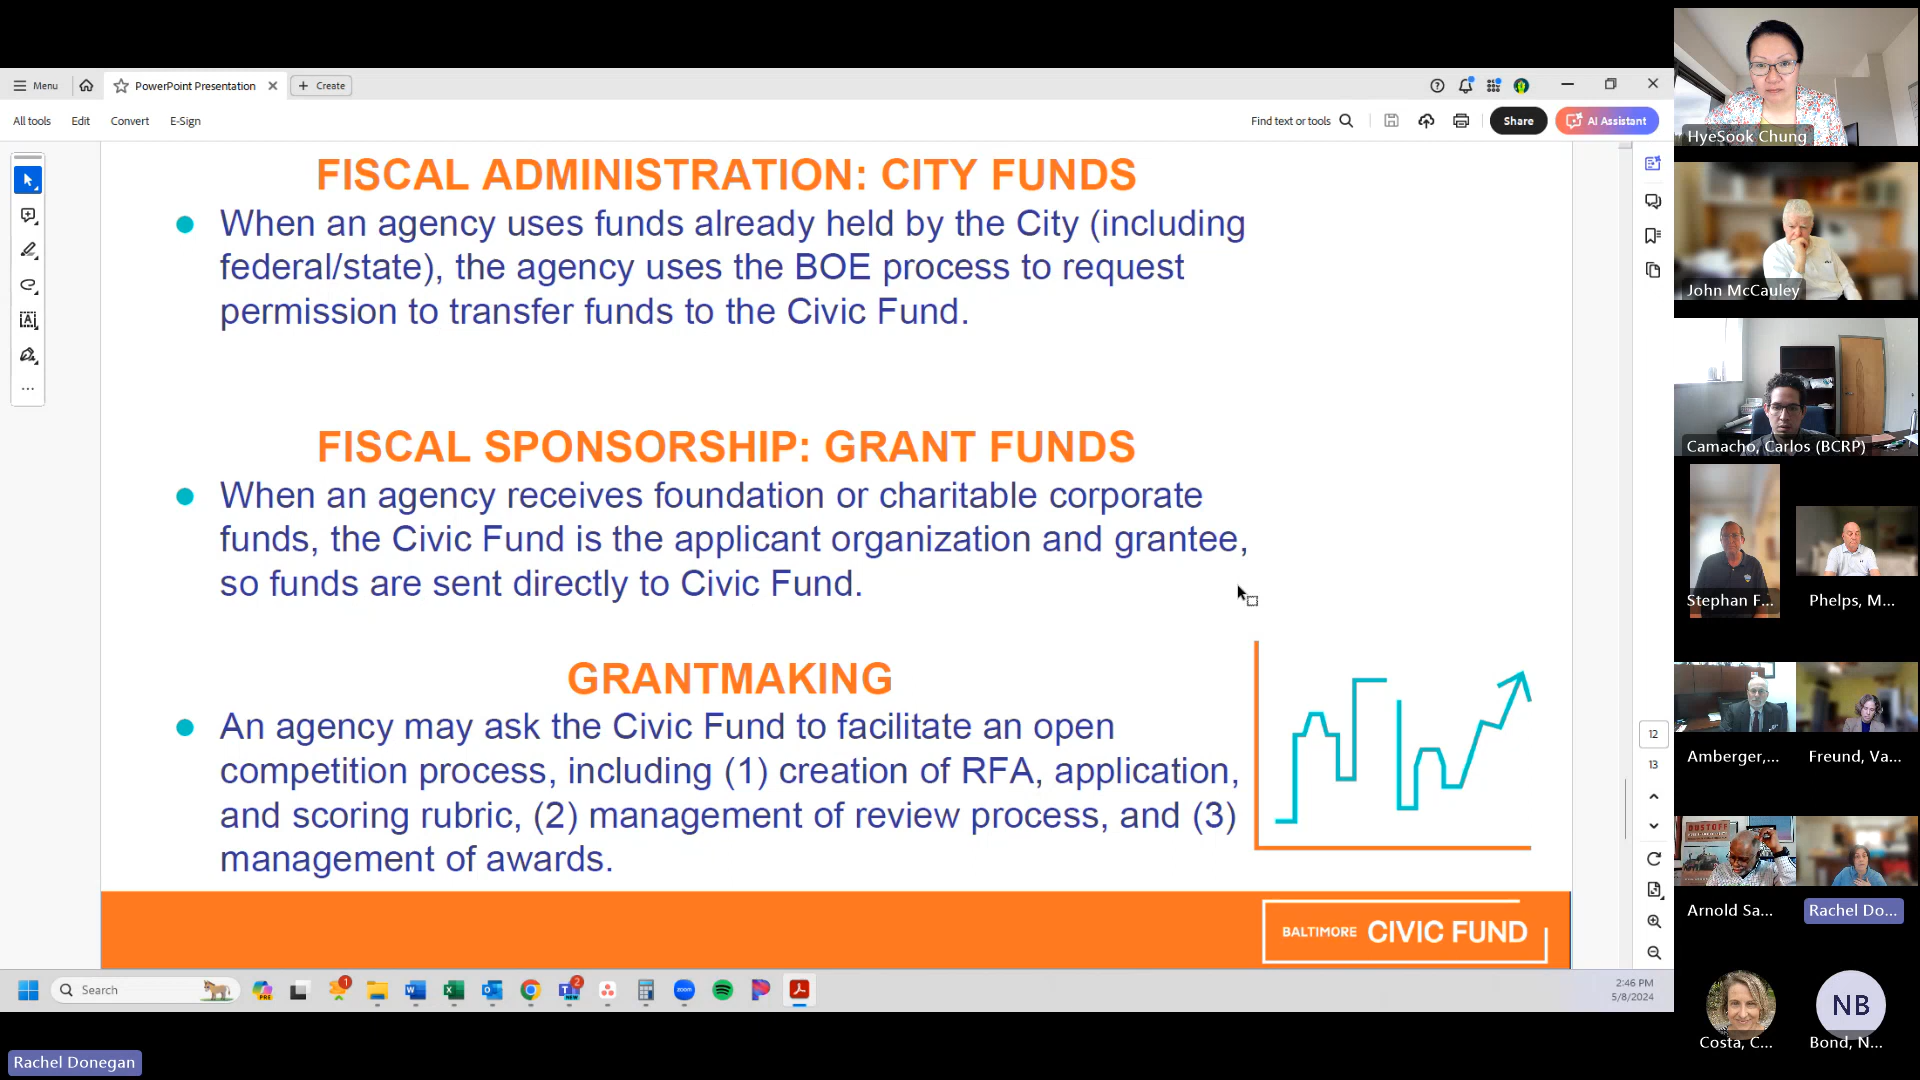 Menu
PowerPoint Presentation
Create
All tools
Edit
Convert
E-Sign
Find text or tools
Share
AI Assistant
FISCAL ADMINISTRATION: CITY FUNDS
When an agency uses funds already held by the City (including
federal/state), the agency uses the BOE process to request
permission to transfer funds to the Civic Fund.
FISCAL SPONSORSHIP: GRANT FUNDS
When an agency receives foundation or charitable corporate
funds, the Civic Fund is the applicant organization and grantee,
so funds are sent directly to Civic Fund.
GRANTMAKING
An agency may ask the Civic Fund to facilitate an open
competition process, including (1) creation of RFA, application,
and scoring rubric, (2) management of review process, and (3)
management of awards.
BALTIMORE CIVIC FUND
12
13
Search
1
2
2:46 PM
5/8/2024
Rachel Donegan
HyeSook Chung
John McCauley
Camacho, Carlos (BCRP)
Stephan F...
Phelps, M...
Amberger,...
Freund, Va...
DUSTOFF
Arnold Sa...
Rachel Do...
NB
Costa, C...
Bond, N...